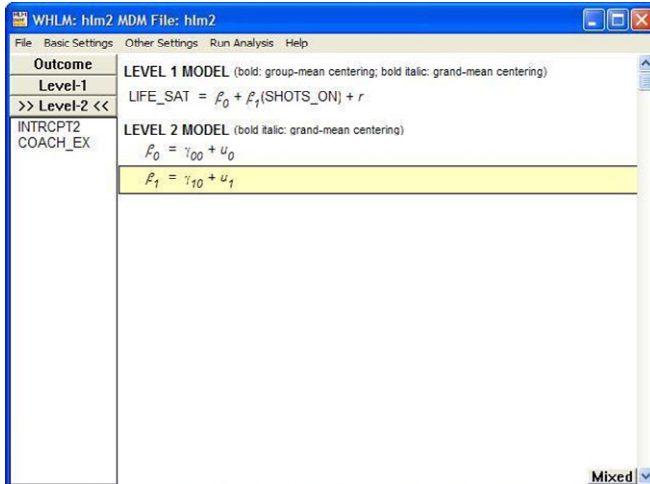 WHLM: hlm2 MDM File: hlm2
File Basic Settings Other Settings Run Analysis Help
Outcome
Level-1
>> Level-2 <<
INTRCPT2
COACH_EX
LEVEL 1 MODEL (bold: group-mean centering; bold italic: grand-mean centering)
LIFE_SAT = β₀ + β₁(SHOTS_ON) + r
LEVEL 2 MODEL (bold italic: grand-mean centering)
β₀ = γ₀₀ + u₀
β₁ = γ₁₀ + u₁
Mixed